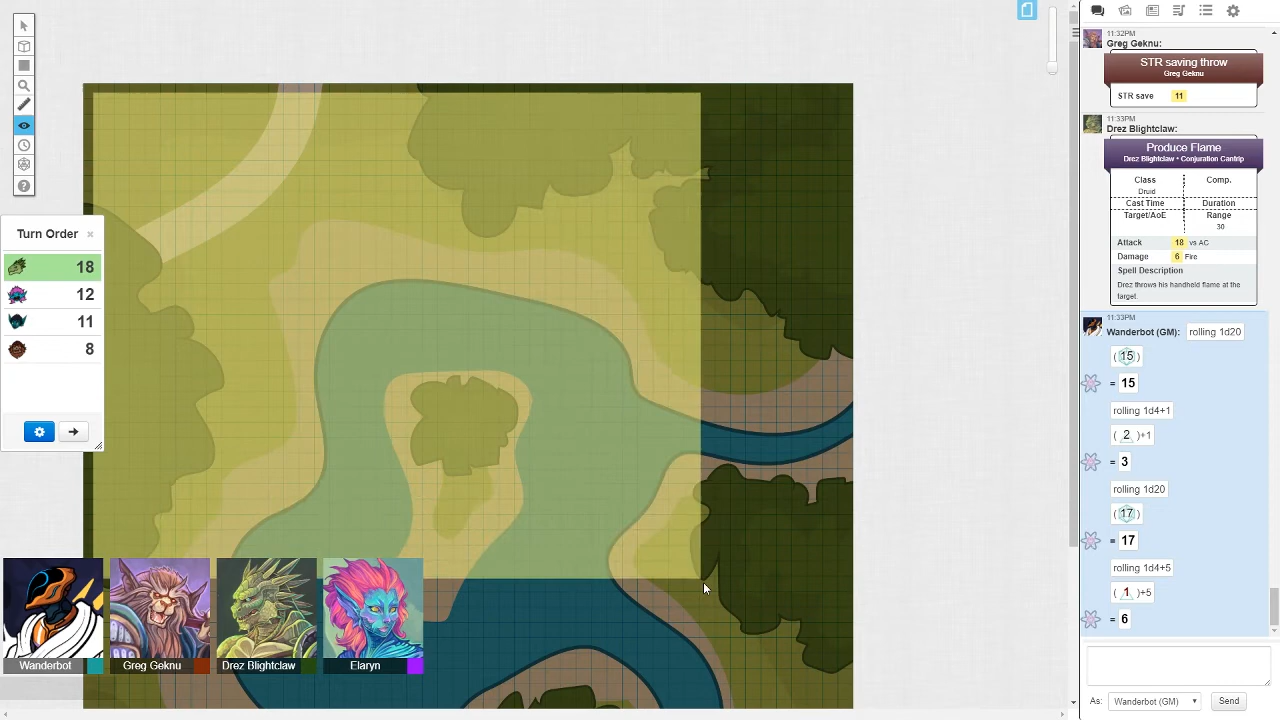 Turn Order ×
18
12
11
8
Wanderbot
Greg Geknu
Drez Blightclaw
Elaryn
11:32PM
Greg Geknu:
STR saving throw
Greg Geknu
STR save 11
11:33PM
Drez Blightclaw:
Produce Flame
Drez Blightclaw • Conjuration Cantrip
Class Comp.
Druid
Cast Time Duration
Target/AoE Range
30
Attack 18 vs AC
Damage 6 Fire
Spell Description
Drez throws his handheld flame at the
target.
11:33PM
Wanderbot (GM): rolling 1d20
(15)
= 15
rolling 1d4+1
(2)+1
= 3
rolling 1d20
(17)
= 17
rolling 1d4+5
(1)+5
= 6
As: Wanderbot (GM) Send